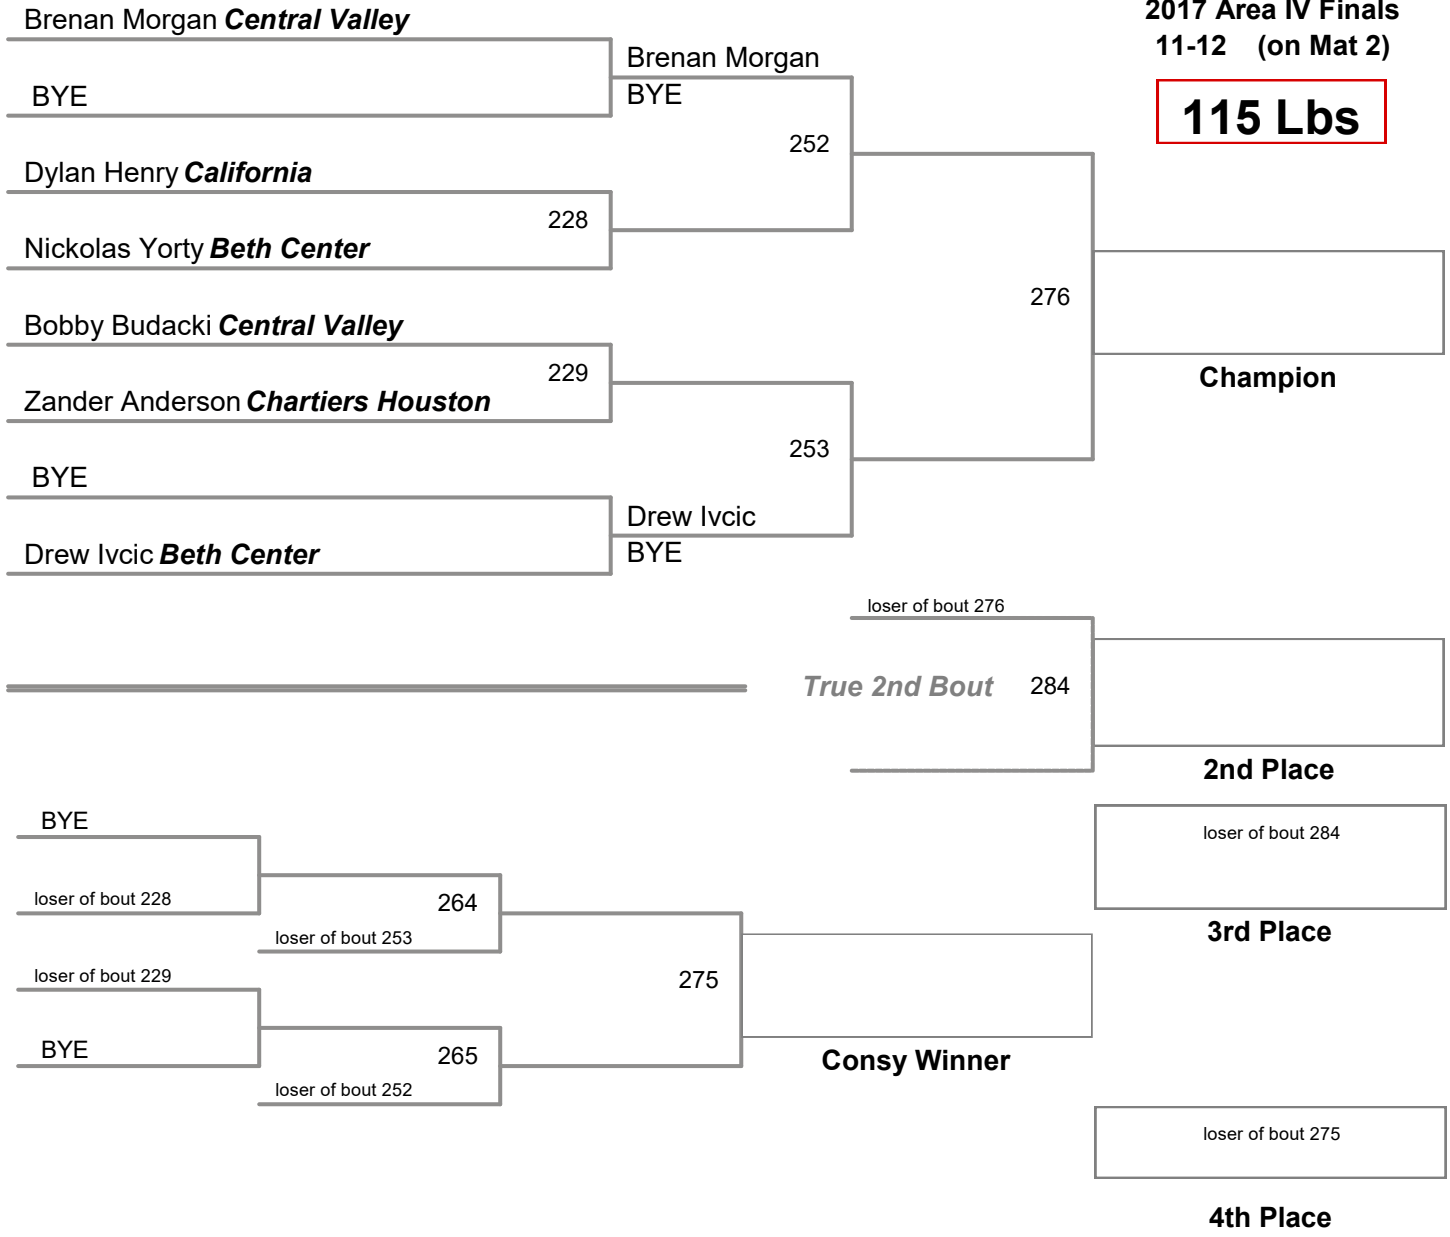 2017 Area IV Finals
11-12 (on Mat 2)
115 Lbs
Brenan Morgan Central Valley
BYE
Brenan Morgan
BYE
252
Dylan Henry California
228
Nickolas Yorty Beth Center
276
Bobby Budacki Central Valley
229
Zander Anderson Chartiers Houston
Champion
253
BYE
Drew Ivcic
BYE
Drew Ivcic Beth Center
loser of bout 276
True 2nd Bout 284
2nd Place
BYE
loser of bout 228
264
loser of bout 253
loser of bout 229
275
BYE
265
loser of bout 252
Consy Winner
loser of bout 284
3rd Place
loser of bout 275
4th Place